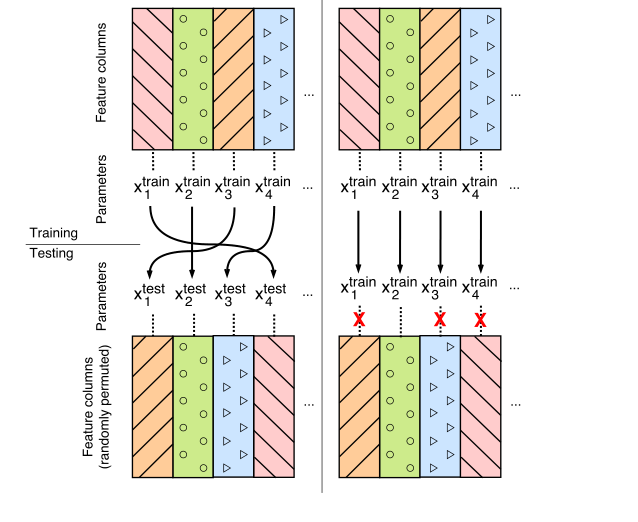 Feature columns
...
...
Parameters
x₁ᵗʳᵃⁱⁿ x₂ᵗʳᵃⁱⁿ x₃ᵗʳᵃⁱⁿ x₄ᵗʳᵃⁱⁿ ...
x₁ᵗʳᵃⁱⁿ x₂ᵗʳᵃⁱⁿ x₃ᵗʳᵃⁱⁿ x₄ᵗʳᵃⁱⁿ ...
Training
Testing
Parameters
x₁ᵗᵉˢᵗ x₂ᵗᵉˢᵗ x₃ᵗᵉˢᵗ x₄ᵗᵉˢᵗ ...
x₁ᵗʳᵃⁱⁿ x₂ᵗʳᵃⁱⁿ x₃ᵗʳᵃⁱⁿ x₄ᵗʳᵃⁱⁿ ...
X X X
Feature columns
(randomly permuted)
...
...